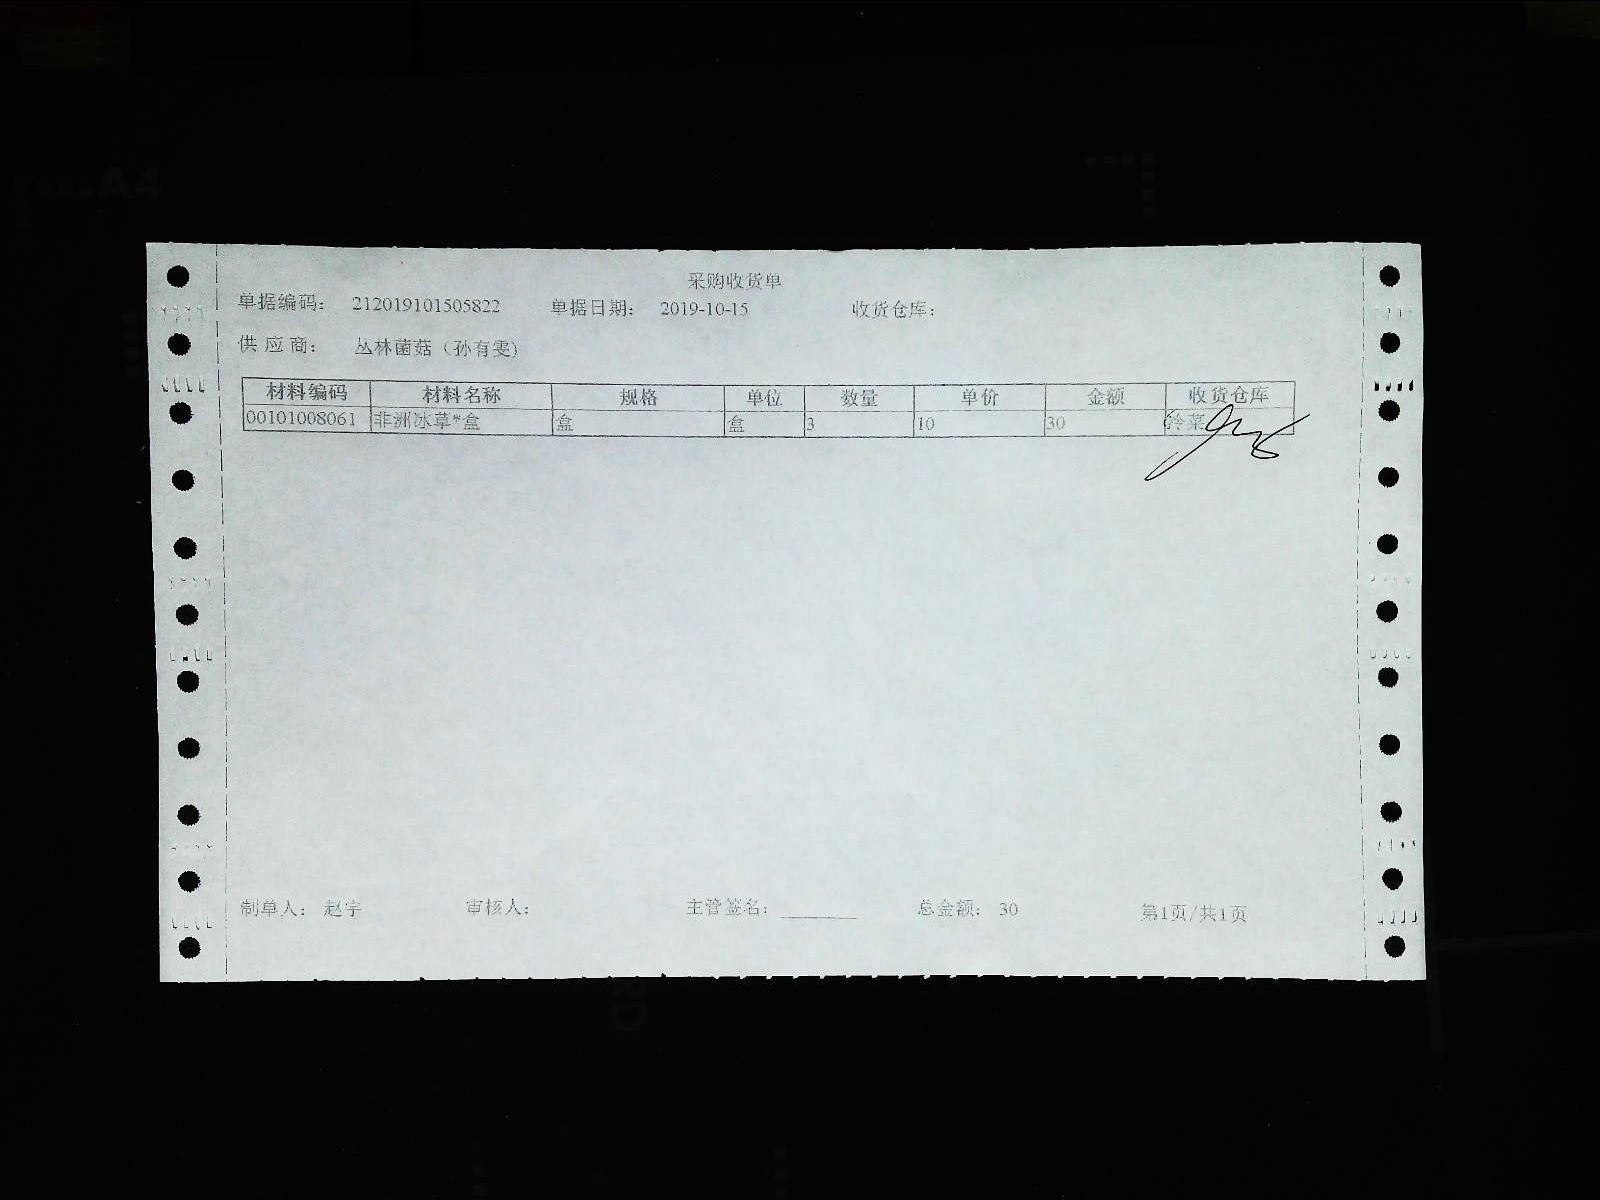 采购收货单
单据编码： 212019101505822 单据日期： 2019-10-15 收货仓库：
供 应 商： 丛林菌菇（孙有雯）
材料编码 材料名称 规格 单位 数量 单价 金额 收货仓库
00101008061 非洲冰草*盒 盒 盒 3 10 30 冷菜
制单人： 赵宇 审核人： 主管签名：________ 总金额： 30 第1页/共1页